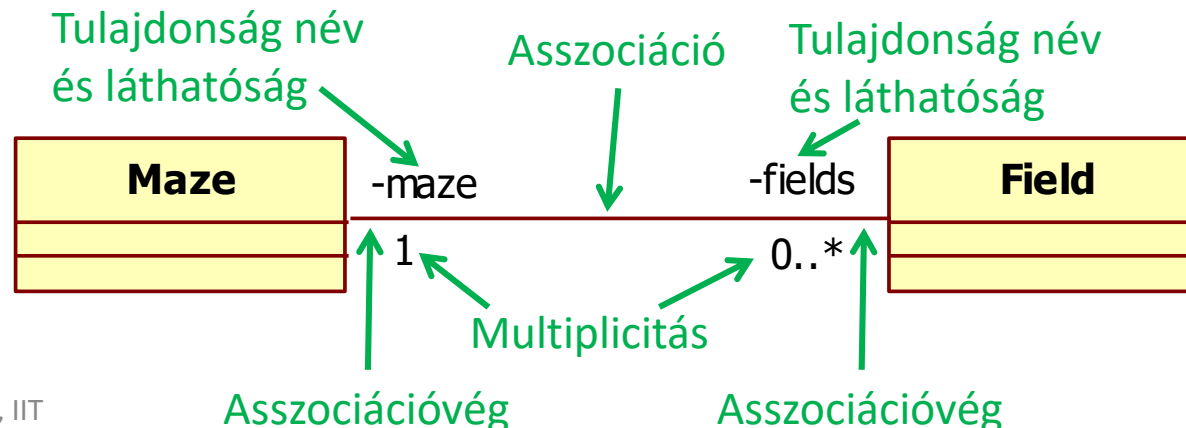 Tulajdonság név
és láthatóság
Asszociáció
Tulajdonság név
és láthatóság
Maze
-maze
-fields
Field
1
0..*
Multiplicitás
, IIT
Asszociációvég
Asszociációvég